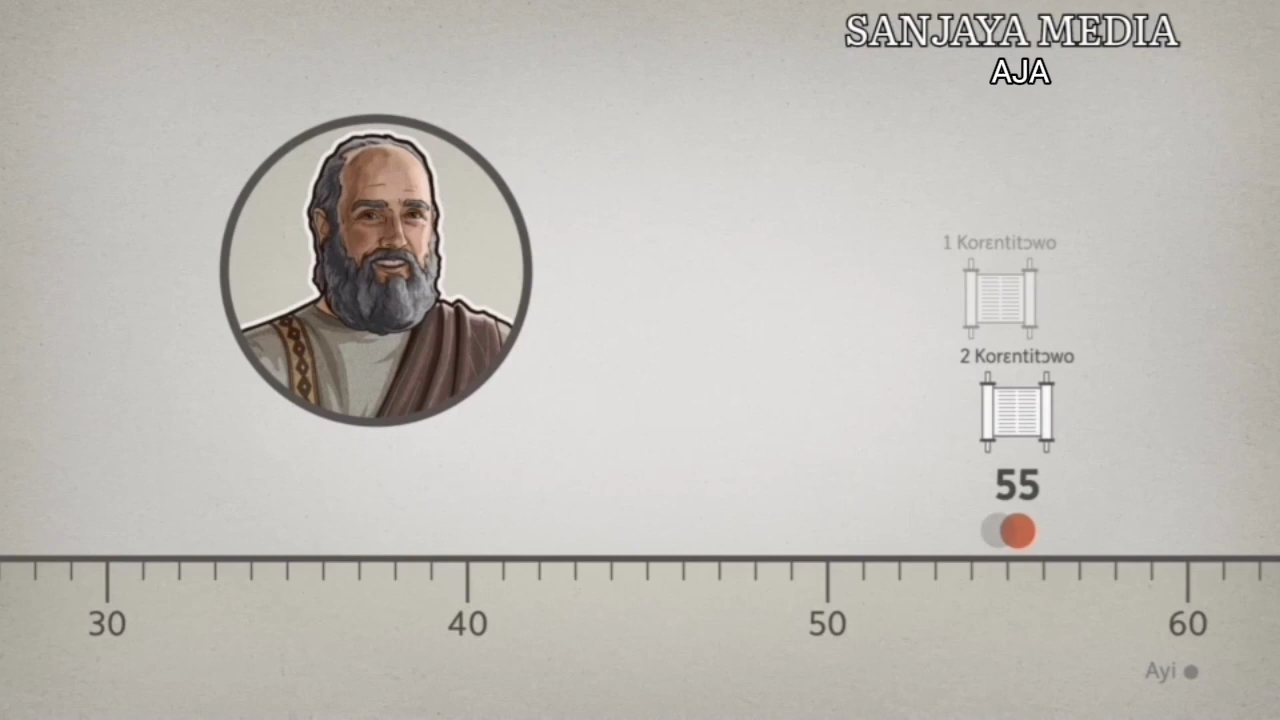 SANJAYA MEDIA
AJA
1 Korɛntitɔwo
2 Korɛntitɔwo
55
30 40 50 60
Ayi